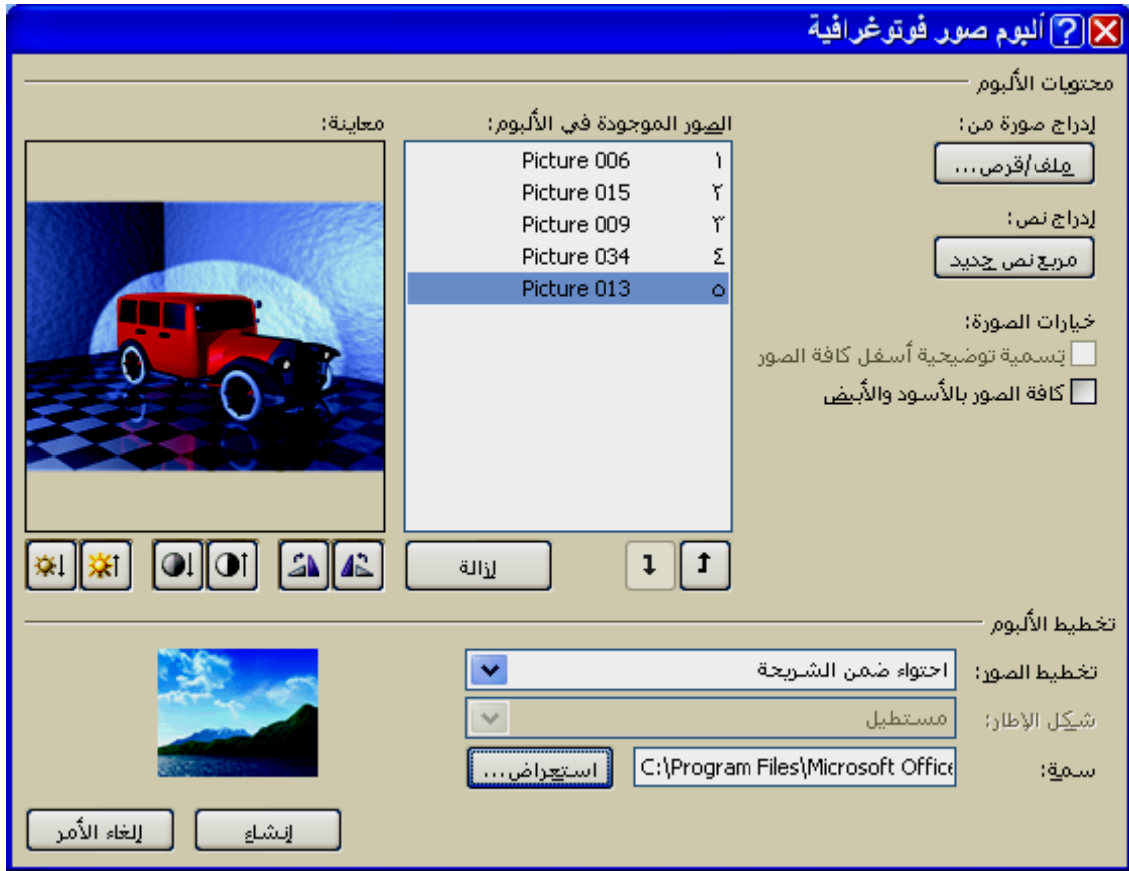 ألبوم صور فوتوغرافية
محتويات الألبوم
إدراج صورة من:
ملف/قرص...
إدراج نص:
مربع نص جديد
خيارات الصورة:
تسمية توضيحية أسفل كافة الصور
كافة الصور بالأسود والأبيض
الصور الموجودة في الألبوم:
١ Picture 006
٢ Picture 015
٣ Picture 009
٤ Picture 034
٥ Picture 013
إزالة
معاينة:
تخطيط الألبوم
تخطيط الصور: احتواء ضمن الشريحة
شكل الإطار: مستطيل
سمة: C:\Program Files\Microsoft Office استعراض...
إنشاء إلغاء الأمر